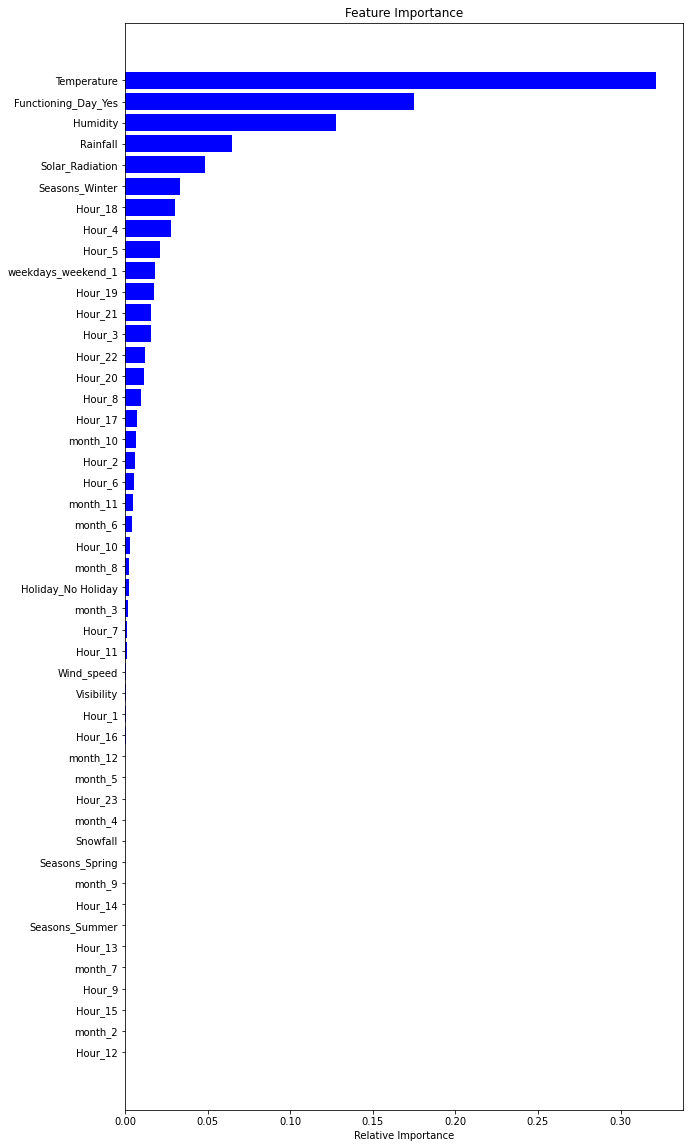 Feature Importance
Temperature
Functioning_Day_Yes
Humidity
Rainfall
Solar_Radiation
Seasons_Winter
Hour_18
Hour_4
Hour_5
weekdays_weekend_1
Hour_19
Hour_21
Hour_3
Hour_22
Hour_20
Hour_8
Hour_17
month_10
Hour_2
Hour_6
month_11
month_6
Hour_10
month_8
Holiday_No Holiday
month_3
Hour_7
Hour_11
Wind_speed
Visibility
Hour_1
Hour_16
month_12
month_5
Hour_23
month_4
Snowfall
Seasons_Spring
month_9
Hour_14
Seasons_Summer
Hour_13
month_7
Hour_9
Hour_15
month_2
Hour_12
0.00 0.05 0.10 0.15 0.20 0.25 0.30
Relative Importance